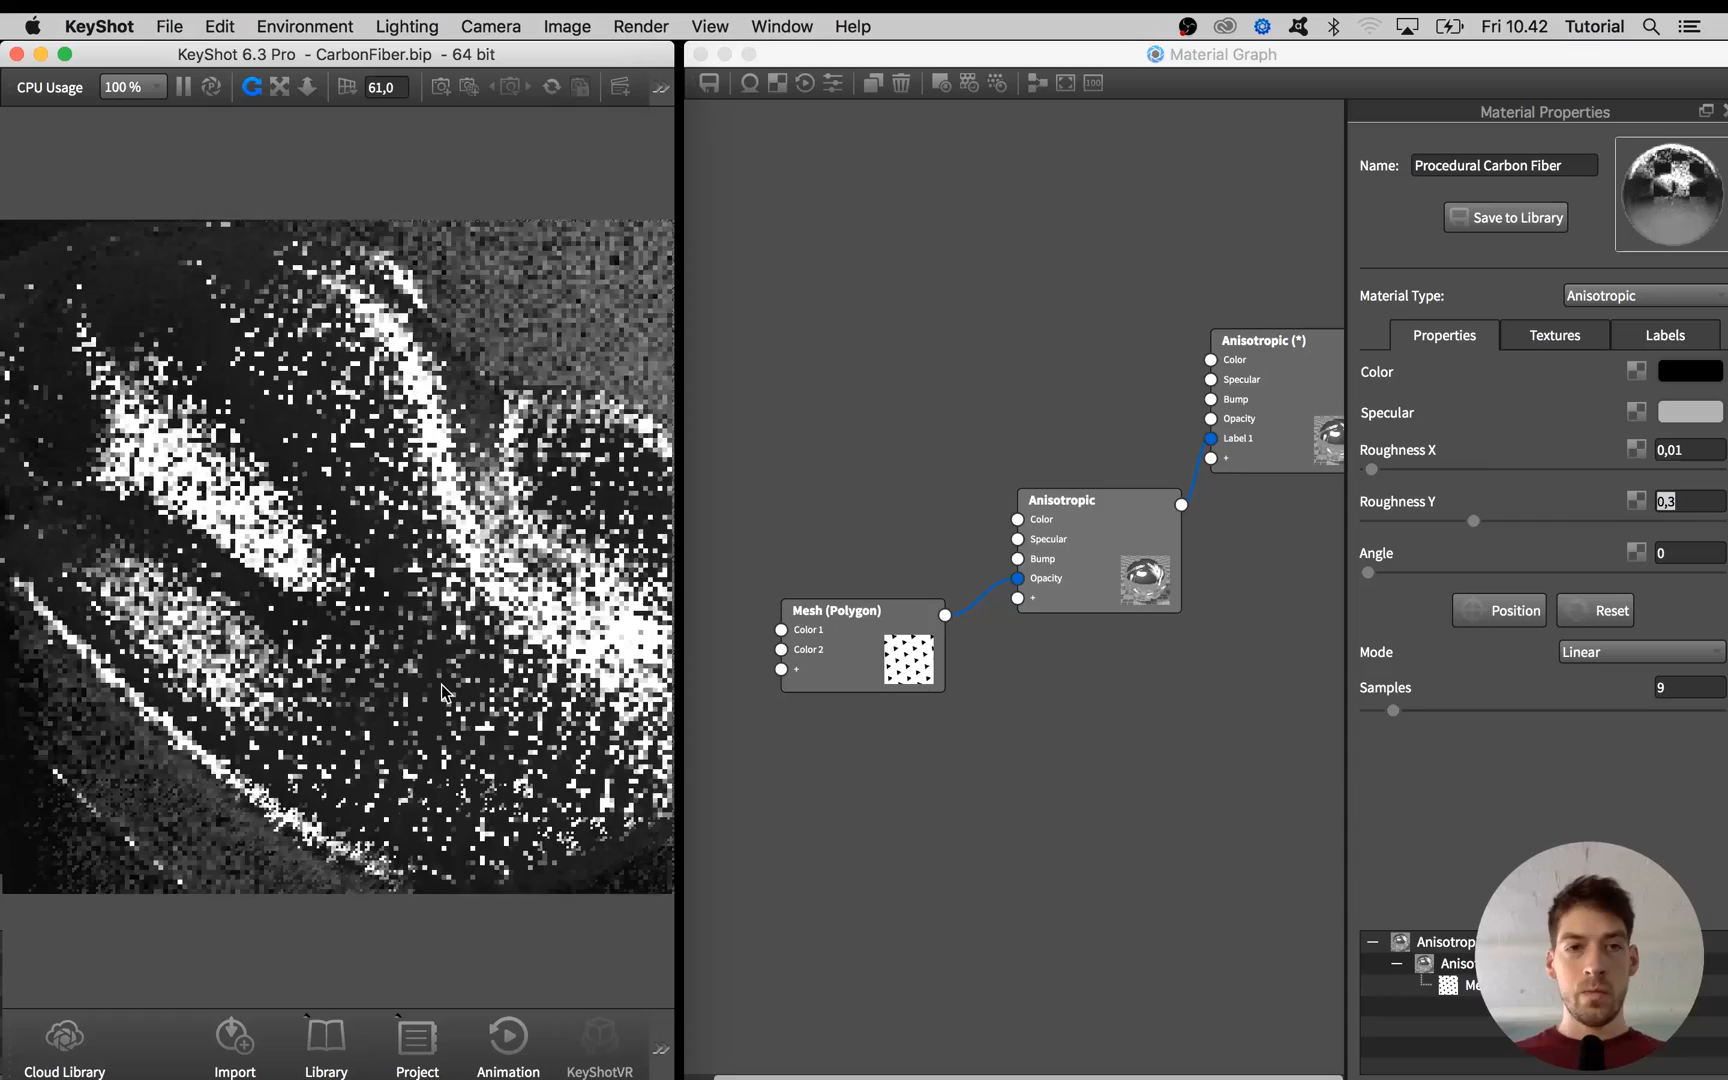 KeyShot File Edit Environment Lighting Camera Image Render View Window Help Fri 10.42 Tutorial
KeyShot 6.3 Pro - CarbonFiber.bip - 64 bit
Material Graph
CPU Usage 100 % 61,0
100
Material Properties
Name: Procedural Carbon Fiber
Save to Library
Material Type: Anisotropic
Properties Textures Labels
Color
Specular
Roughness X 0,01
Roughness Y 0,3
Angle 0
Position Reset
Mode Linear
Samples 9
Anisotropic (*)
Color
Specular
Bump
Opacity
Label 1
+
Anisotropic
Color
Specular
Bump
Opacity
+
Mesh (Polygon)
Color 1
Color 2
+
Anisotrop
Aniso
Me
Cloud Library Import Library Project Animation KeyShotVR